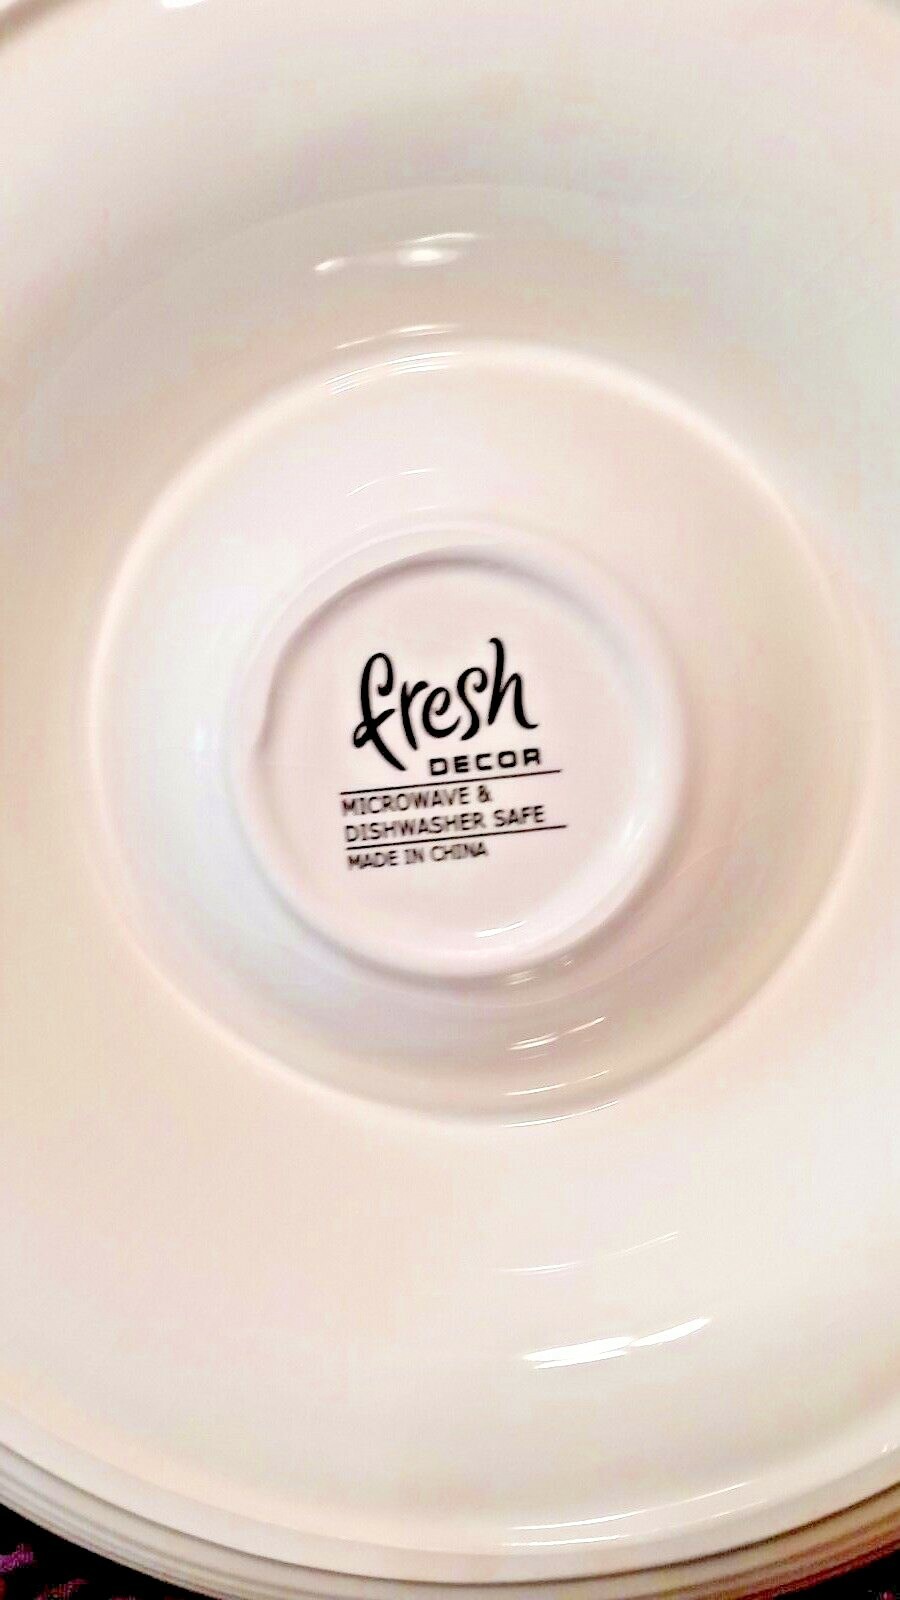 fresh
DECOR
MICROWAVE &
DISHWASHER SAFE
MADE IN CHINA